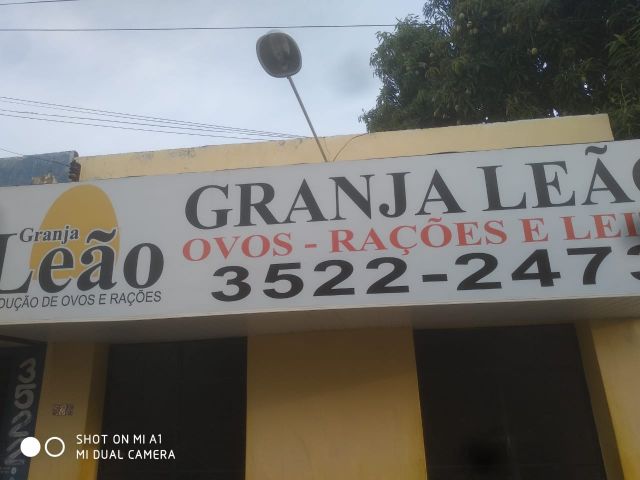 Granja
Leão
DUÇÃO DE OVOS E RAÇÕES
GRANJA LEÃO
OVOS - RAÇÕES E LEI
3522-2473
SHOT ON MI A1
MI DUAL CAMERA